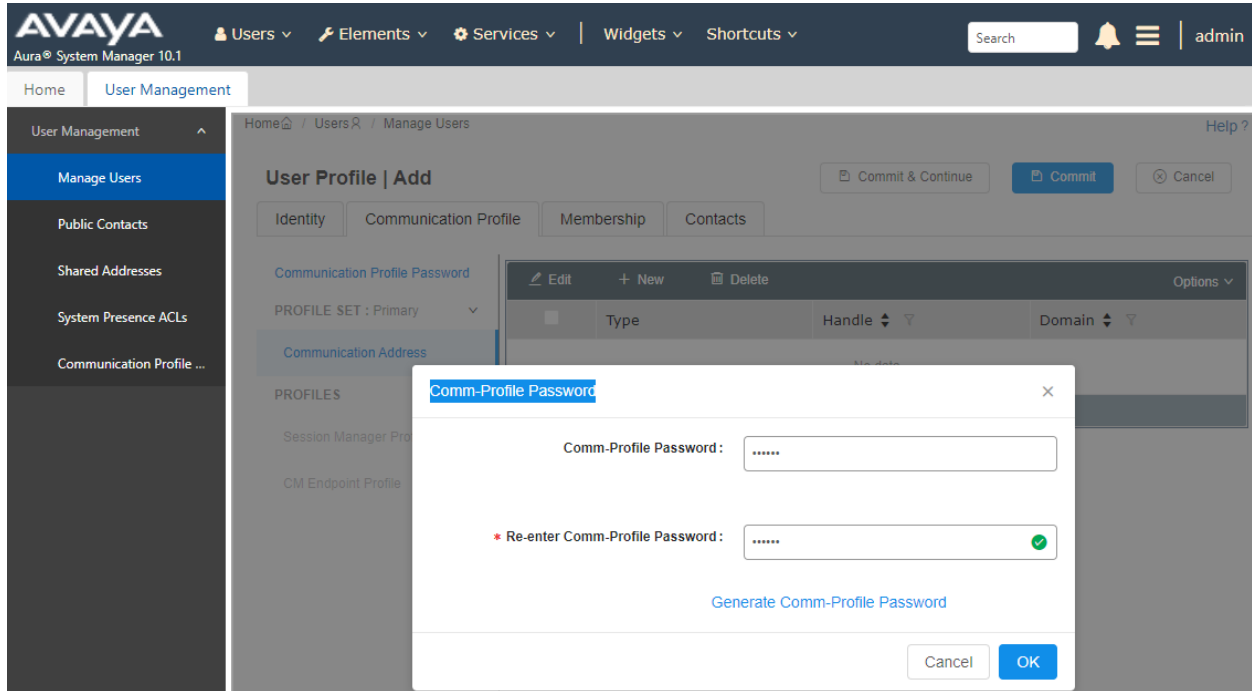 AVAYA
Aura® System Manager 10.1
Users
Elements
Services
Widgets
Shortcuts
Search
admin
Home
User Management
User Management
Manage Users
Public Contacts
Shared Addresses
System Presence ACLs
Communication Profile ...
Home / Users / Manage Users
Help ?
User Profile | Add
Commit & Continue
Commit
Cancel
Identity
Communication Profile
Membership
Contacts
Communication Profile Password
PROFILE SET : Primary
Communication Address
PROFILES
Session Manager Pro
CM Endpoint Profile
Edit
+ New
Delete
Options
Type
Handle
Domain
No data
Comm-Profile Password
×
Comm-Profile Password :
••••••
* Re-enter Comm-Profile Password :
••••••
Generate Comm-Profile Password
Cancel
OK